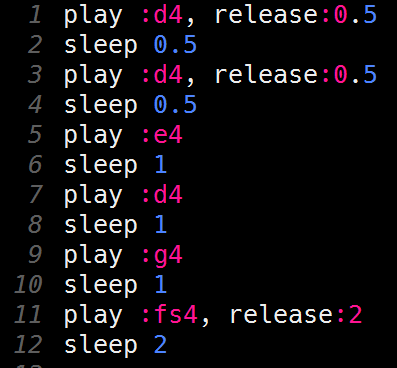 1 play :d4, release:0.5
2 sleep 0.5
3 play :d4, release:0.5
4 sleep 0.5
5 play :e4
6 sleep 1
7 play :d4
8 sleep 1
9 play :g4
10 sleep 1
11 play :fs4, release:2
12 sleep 2